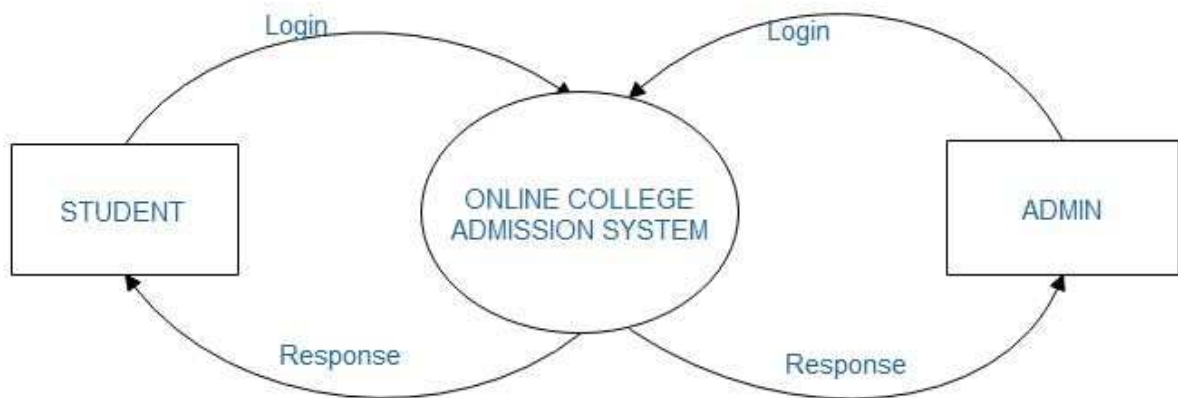 Login
Login
STUDENT
ONLINE COLLEGE
ADMISSION SYSTEM
ADMIN
Response
Response